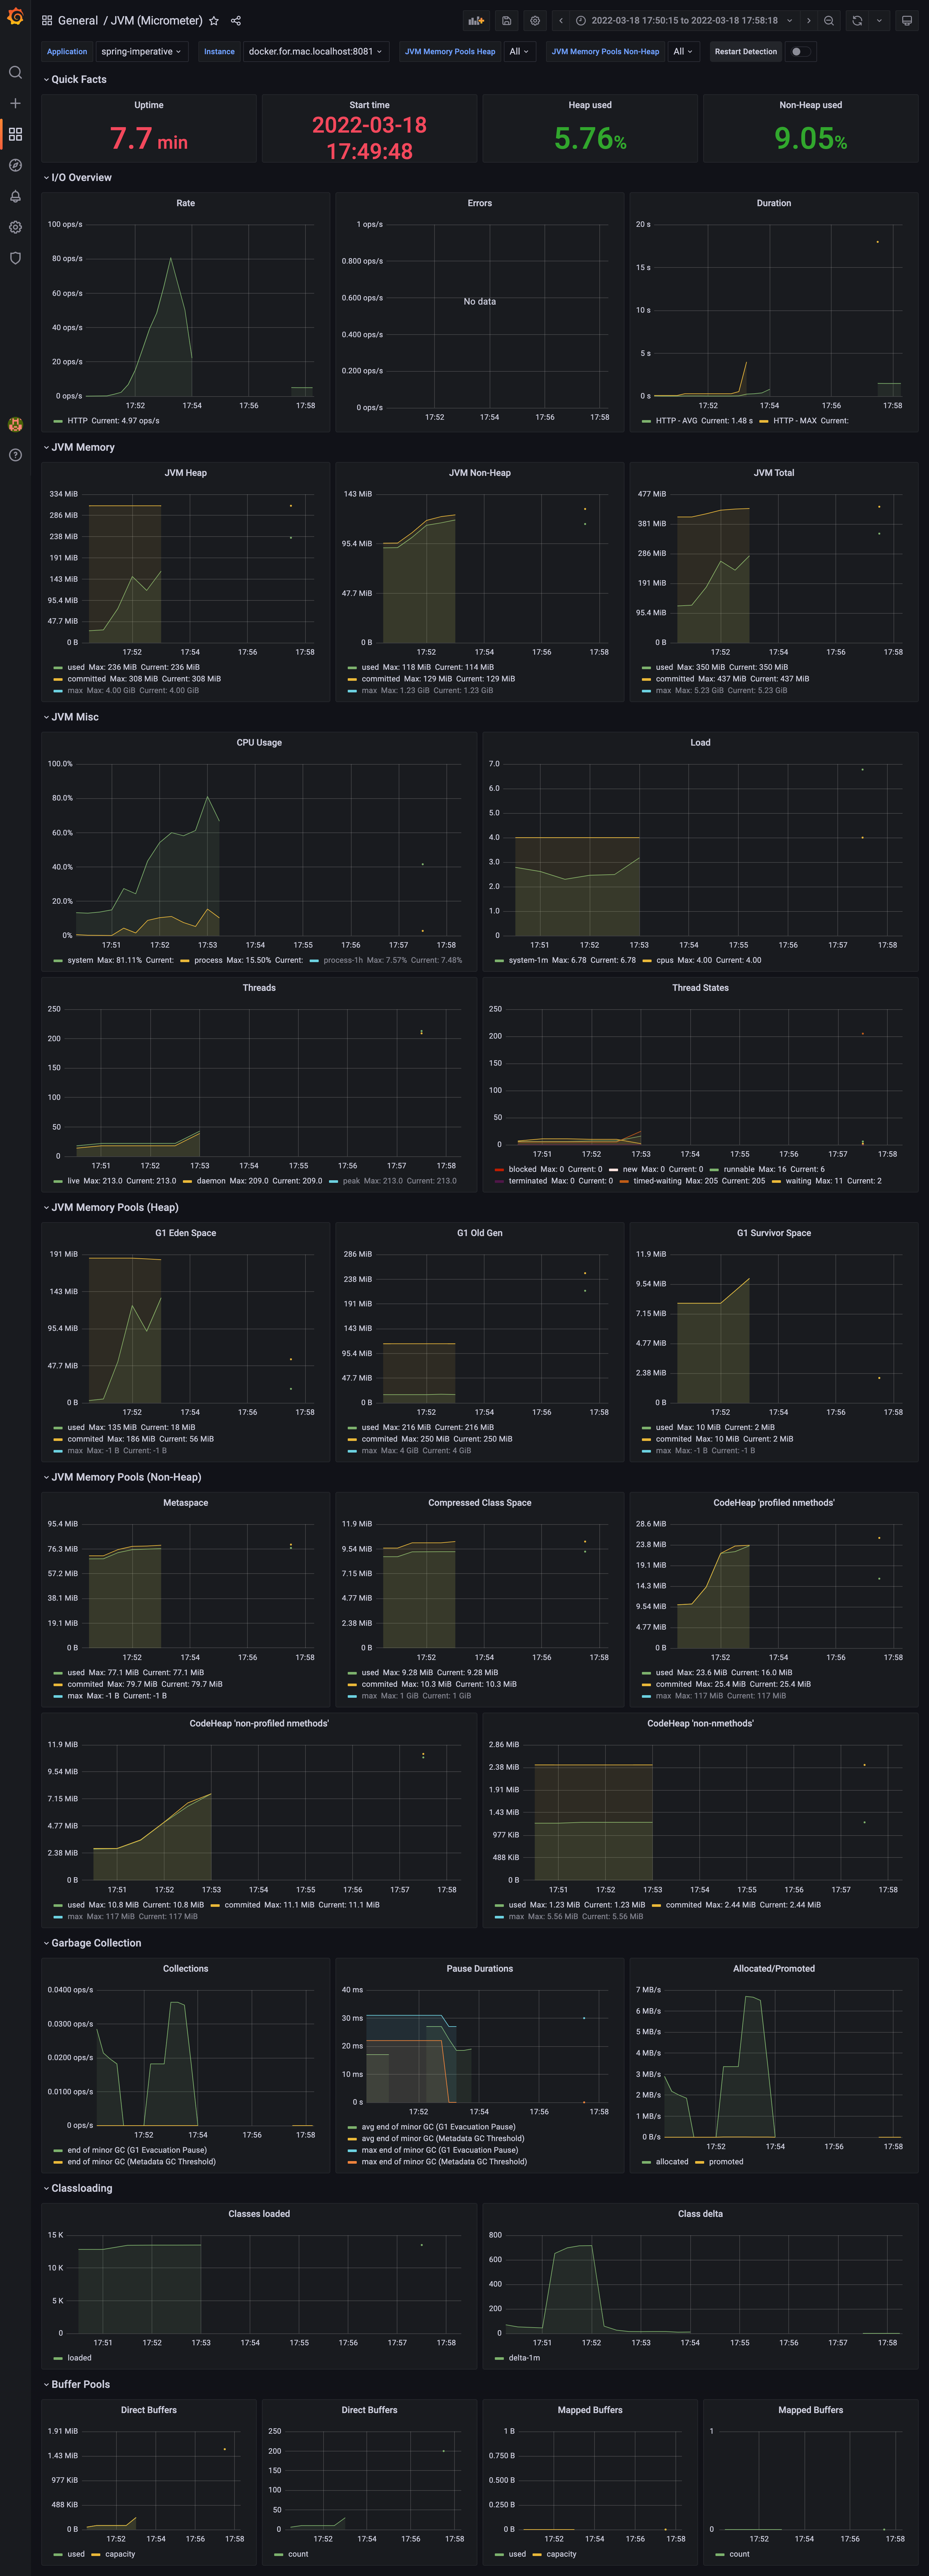 General / JVM (Micrometer)
2022-03-18 17:50:15 to 2022-03-18 17:58:18
Application spring-imperative Instance docker.for.mac.localhost:8081 JVM Memory Pools Heap All JVM Memory Pools Non-Heap All Restart Detection
Quick Facts
Uptime
7.7 min
Start time
2022-03-18
17:49:48
Heap used
5.76%
Non-Heap used
9.05%
I/O Overview
Rate
100 ops/s
80 ops/s
60 ops/s
40 ops/s
20 ops/s
0 ops/s
17:52 17:54 17:56 17:58
HTTP Current: 4.97 ops/s
Errors
1 ops/s
0.800 ops/s
0.600 ops/s
0.400 ops/s
0.200 ops/s
0 ops/s
No data
17:52 17:54 17:56 17:58
Duration
20 s
15 s
10 s
5 s
0 s
17:52 17:54 17:56 17:58
HTTP - AVG Current: 1.48 s HTTP - MAX Current:
JVM Memory
JVM Heap
334 MiB
286 MiB
238 MiB
191 MiB
143 MiB
95.4 MiB
47.7 MiB
0 B
17:52 17:54 17:56 17:58
used Max: 236 MiB Current: 236 MiB
committed Max: 308 MiB Current: 308 MiB
max Max: 4.00 GiB Current: 4.00 GiB
JVM Non-Heap
143 MiB
95.4 MiB
47.7 MiB
0 B
17:52 17:54 17:56 17:58
used Max: 118 MiB Current: 114 MiB
committed Max: 129 MiB Current: 129 MiB
max Max: 1.23 GiB Current: 1.23 GiB
JVM Total
477 MiB
381 MiB
286 MiB
191 MiB
95.4 MiB
0 B
17:52 17:54 17:56 17:58
used Max: 350 MiB Current: 350 MiB
committed Max: 437 MiB Current: 437 MiB
max Max: 5.23 GiB Current: 5.23 GiB
JVM Misc
CPU Usage
100.0%
80.0%
60.0%
40.0%
20.0%
0%
17:51 17:52 17:53 17:54 17:55 17:56 17:57 17:58
system Max: 81.11% Current: process Max: 15.50% Current: process-1h Max: 7.57% Current: 7.48%
Load
7.0
6.0
5.0
4.0
3.0
2.0
1.0
0
17:51 17:52 17:53 17:54 17:55 17:56 17:57 17:58
system-1m Max: 6.78 Current: 6.78 cpus Max: 4.00 Current: 4.00
Threads
250
200
150
100
50
0
17:51 17:52 17:53 17:54 17:55 17:56 17:57 17:58
live Max: 213.0 Current: 213.0 daemon Max: 209.0 Current: 209.0 peak Max: 213.0 Current: 213.0
Thread States
250
200
150
100
50
0
17:51 17:52 17:53 17:54 17:55 17:56 17:57 17:58
blocked Max: 0 Current: 0 new Max: 0 Current: 0 runnable Max: 16 Current: 6
terminated Max: 0 Current: 0 timed-waiting Max: 205 Current: 205 waiting Max: 11 Current: 2
JVM Memory Pools (Heap)
G1 Eden Space
191 MiB
143 MiB
95.4 MiB
47.7 MiB
0 B
17:52 17:54 17:56 17:58
used Max: 135 MiB Current: 18 MiB
commited Max: 186 MiB Current: 56 MiB
max Max: -1 B Current: -1 B
G1 Old Gen
286 MiB
238 MiB
191 MiB
143 MiB
95.4 MiB
47.7 MiB
0 B
17:52 17:54 17:56 17:58
used Max: 216 MiB Current: 216 MiB
commited Max: 250 MiB Current: 250 MiB
max Max: 4 GiB Current: 4 GiB
G1 Survivor Space
11.9 MiB
9.54 MiB
7.15 MiB
4.77 MiB
2.38 MiB
0 B
17:52 17:54 17:56 17:58
used Max: 10 MiB Current: 2 MiB
commited Max: 10 MiB Current: 2 MiB
max Max: -1 B Current: -1 B
JVM Memory Pools (Non-Heap)
Metaspace
95.4 MiB
76.3 MiB
57.2 MiB
38.1 MiB
19.1 MiB
0 B
17:52 17:54 17:56 17:58
used Max: 77.1 MiB Current: 77.1 MiB
commited Max: 79.7 MiB Current: 79.7 MiB
max Max: -1 B Current: -1 B
Compressed Class Space
11.9 MiB
9.54 MiB
7.15 MiB
4.77 MiB
2.38 MiB
0 B
17:52 17:54 17:56 17:58
used Max: 9.28 MiB Current: 9.28 MiB
commited Max: 10.3 MiB Current: 10.3 MiB
max Max: 1 GiB Current: 1 GiB
CodeHeap 'profiled nmethods'
28.6 MiB
23.8 MiB
19.1 MiB
14.3 MiB
9.54 MiB
4.77 MiB
0 B
17:52 17:54 17:56 17:58
used Max: 23.6 MiB Current: 16.0 MiB
commited Max: 25.4 MiB Current: 25.4 MiB
max Max: 117 MiB Current: 117 MiB
CodeHeap 'non-profiled nmethods'
11.9 MiB
9.54 MiB
7.15 MiB
4.77 MiB
2.38 MiB
0 B
17:51 17:52 17:53 17:54 17:55 17:56 17:57 17:58
used Max: 10.8 MiB Current: 10.8 MiB commited Max: 11.1 MiB Current: 11.1 MiB
max Max: 117 MiB Current: 117 MiB
CodeHeap 'non-nmethods'
2.86 MiB
2.38 MiB
1.91 MiB
1.43 MiB
977 KiB
488 KiB
0 B
17:51 17:52 17:53 17:54 17:55 17:56 17:57 17:58
used Max: 1.23 MiB Current: 1.23 MiB commited Max: 2.44 MiB Current: 2.44 MiB
max Max: 5.56 MiB Current: 5.56 MiB
Garbage Collection
Collections
0.0400 ops/s
0.0300 ops/s
0.0200 ops/s
0.0100 ops/s
0 ops/s
17:52 17:54 17:56 17:58
end of minor GC (G1 Evacuation Pause)
end of minor GC (Metadata GC Threshold)
Pause Durations
40 ms
30 ms
20 ms
10 ms
0 s
17:52 17:54 17:56 17:58
avg end of minor GC (G1 Evacuation Pause)
avg end of minor GC (Metadata GC Threshold)
max end of minor GC (G1 Evacuation Pause)
max end of minor GC (Metadata GC Threshold)
Allocated/Promoted
7 MB/s
6 MB/s
5 MB/s
4 MB/s
3 MB/s
2 MB/s
1 MB/s
0 B/s
17:52 17:54 17:56 17:58
allocated promoted
Classloading
Classes loaded
15 K
10 K
5 K
0
17:51 17:52 17:53 17:54 17:55 17:56 17:57 17:58
loaded
Class delta
800
600
400
200
0
17:51 17:52 17:53 17:54 17:55 17:56 17:57 17:58
delta-1m
Buffer Pools
Direct Buffers
1.91 MiB
1.43 MiB
977 KiB
488 KiB
0 B
17:52 17:54 17:56 17:58
used capacity
Direct Buffers
250
200
150
100
50
0
17:52 17:54 17:56 17:58
count
Mapped Buffers
1 B
0.750 B
0.500 B
0.250 B
0 B
17:52 17:54 17:56 17:58
used capacity
Mapped Buffers
1
0
17:52 17:54 17:56 17:58
count